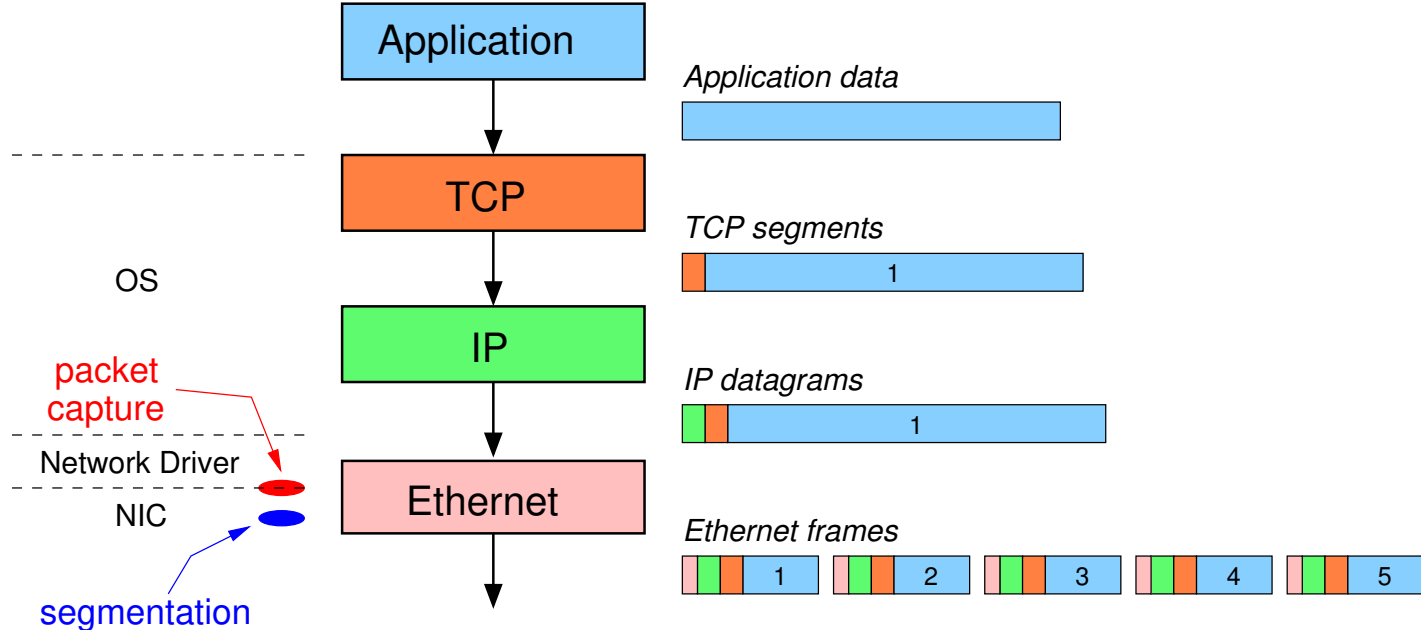 Application
Application data
TCP
TCP segments
1
OS
IP
packet
capture
IP datagrams
1
Network Driver
Ethernet
NIC
Ethernet frames
1 2 3 4 5
segmentation